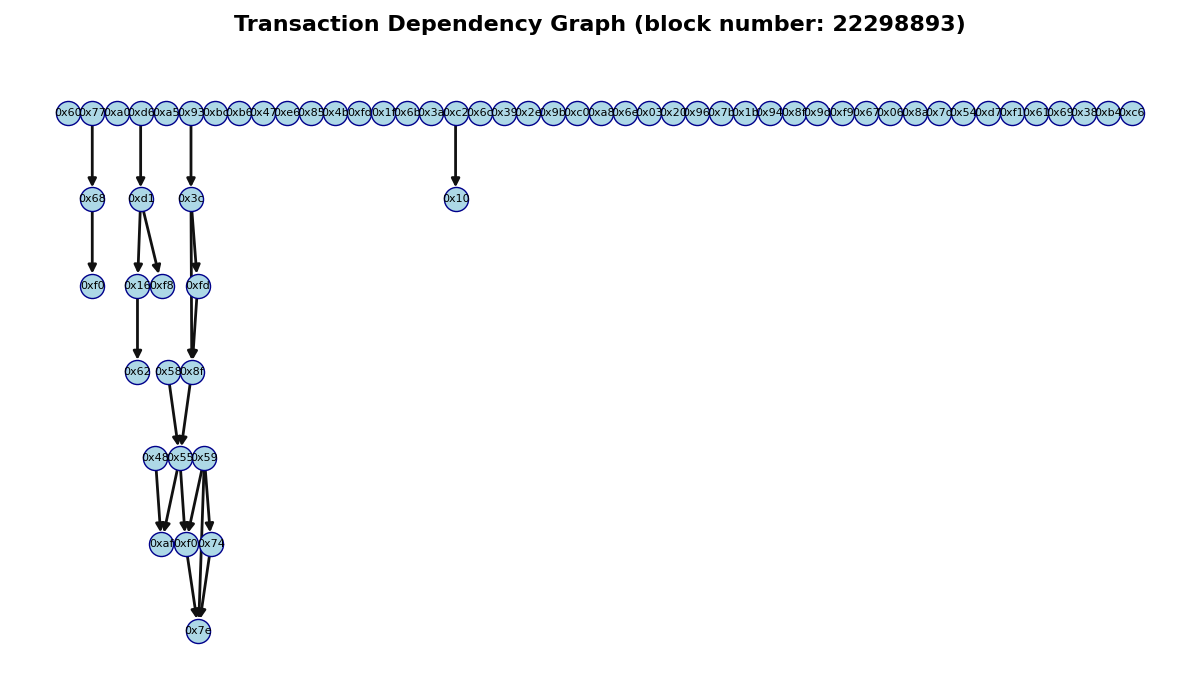 Transaction Dependency Graph (block number: 22298893)
0x60 0x77 0xa0 0xd6 0xa5 0x93 0xbc 0xb6 0x47 0xe6 0x85 0x4b 0xfd 0x1f 0x6b 0x3a 0xc2 0x6c 0x39 0x2e 0x9b 0xc0 0xa8 0x6e 0x03 0x20 0x96 0x7b 0x1b 0x94 0x8f 0x9d 0xf9 0x67 0x06 0x8a 0x7c 0x54 0xd7 0xf1 0x61 0x69 0x38 0xb4 0xc6
0x68 0xd1 0x3c 0x10
0xf0 0x16 0xf8 0xfd
0x62 0x58 0x8f
0x48 0x55 0x59
0xaf 0xf0 0x74
0x7e